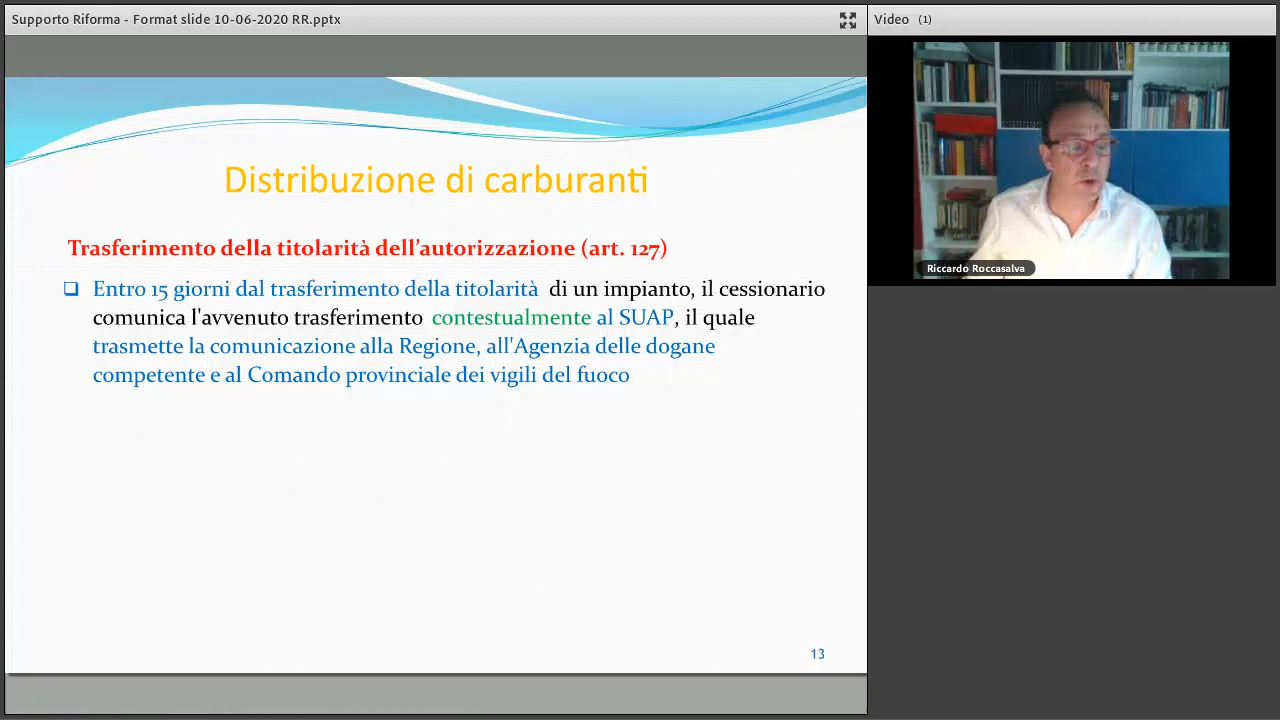 Supporto Riforma - Format slide 10-06-2020 RR.pptx
Video (1)
Distribuzione di carburanti
Trasferimento della titolarità dell’autorizzazione (art. 127)
Entro 15 giorni dal trasferimento della titolarità di un impianto, il cessionario
comunica l'avvenuto trasferimento contestualmente al SUAP, il quale
trasmette la comunicazione alla Regione, all'Agenzia delle dogane
competente e al Comando provinciale dei vigili del fuoco
13
Riccardo Roccasalva